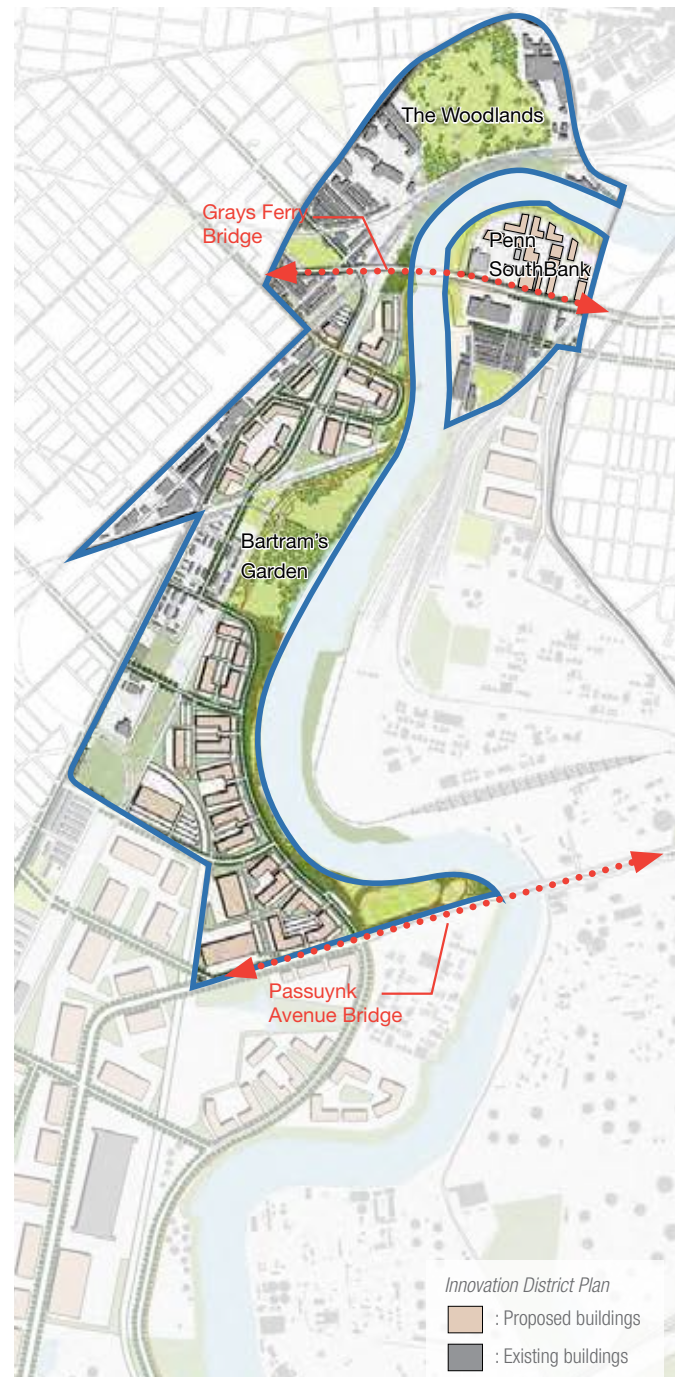 The Woodlands
Grays Ferry
Bridge
Penn
SouthBank
Bartram's
Garden
Passuynk
Avenue Bridge
Innovation District Plan
: Proposed buildings
: Existing buildings